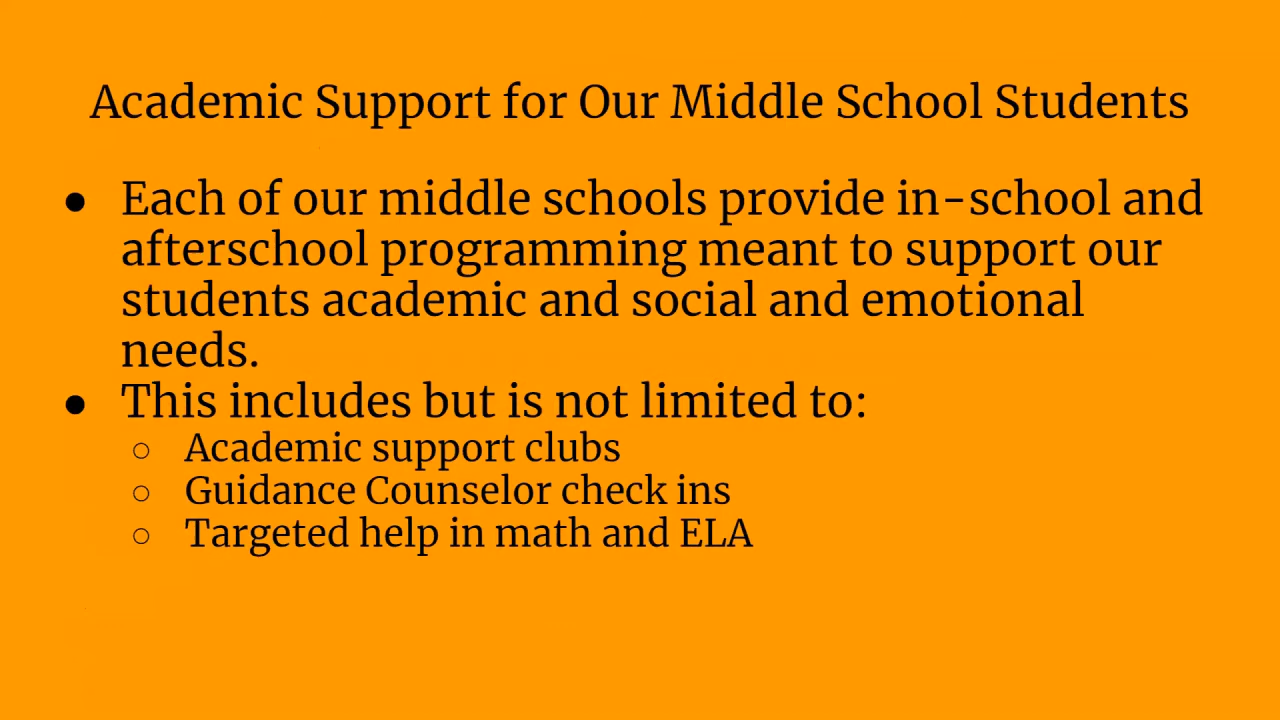 Academic Support for Our Middle School Students
● Each of our middle schools provide in-school and
afterschool programming meant to support our
students academic and social and emotional
needs.
● This includes but is not limited to:
○ Academic support clubs
○ Guidance Counselor check ins
○ Targeted help in math and ELA